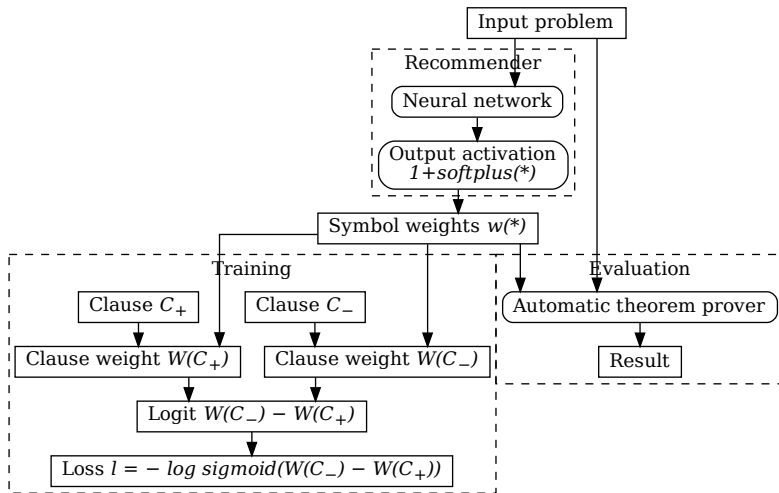 Input problem
Recommender
Neural network
Output activation
1+softplus(*)
Symbol weights w(*)
Training
Evaluation
Clause C₊
Clause C₋
Automatic theorem prover
Clause weight W(C₊)
Clause weight W(C₋)
Result
Logit W(C₋) − W(C₊)
Loss l = − log sigmoid(W(C₋) − W(C₊))